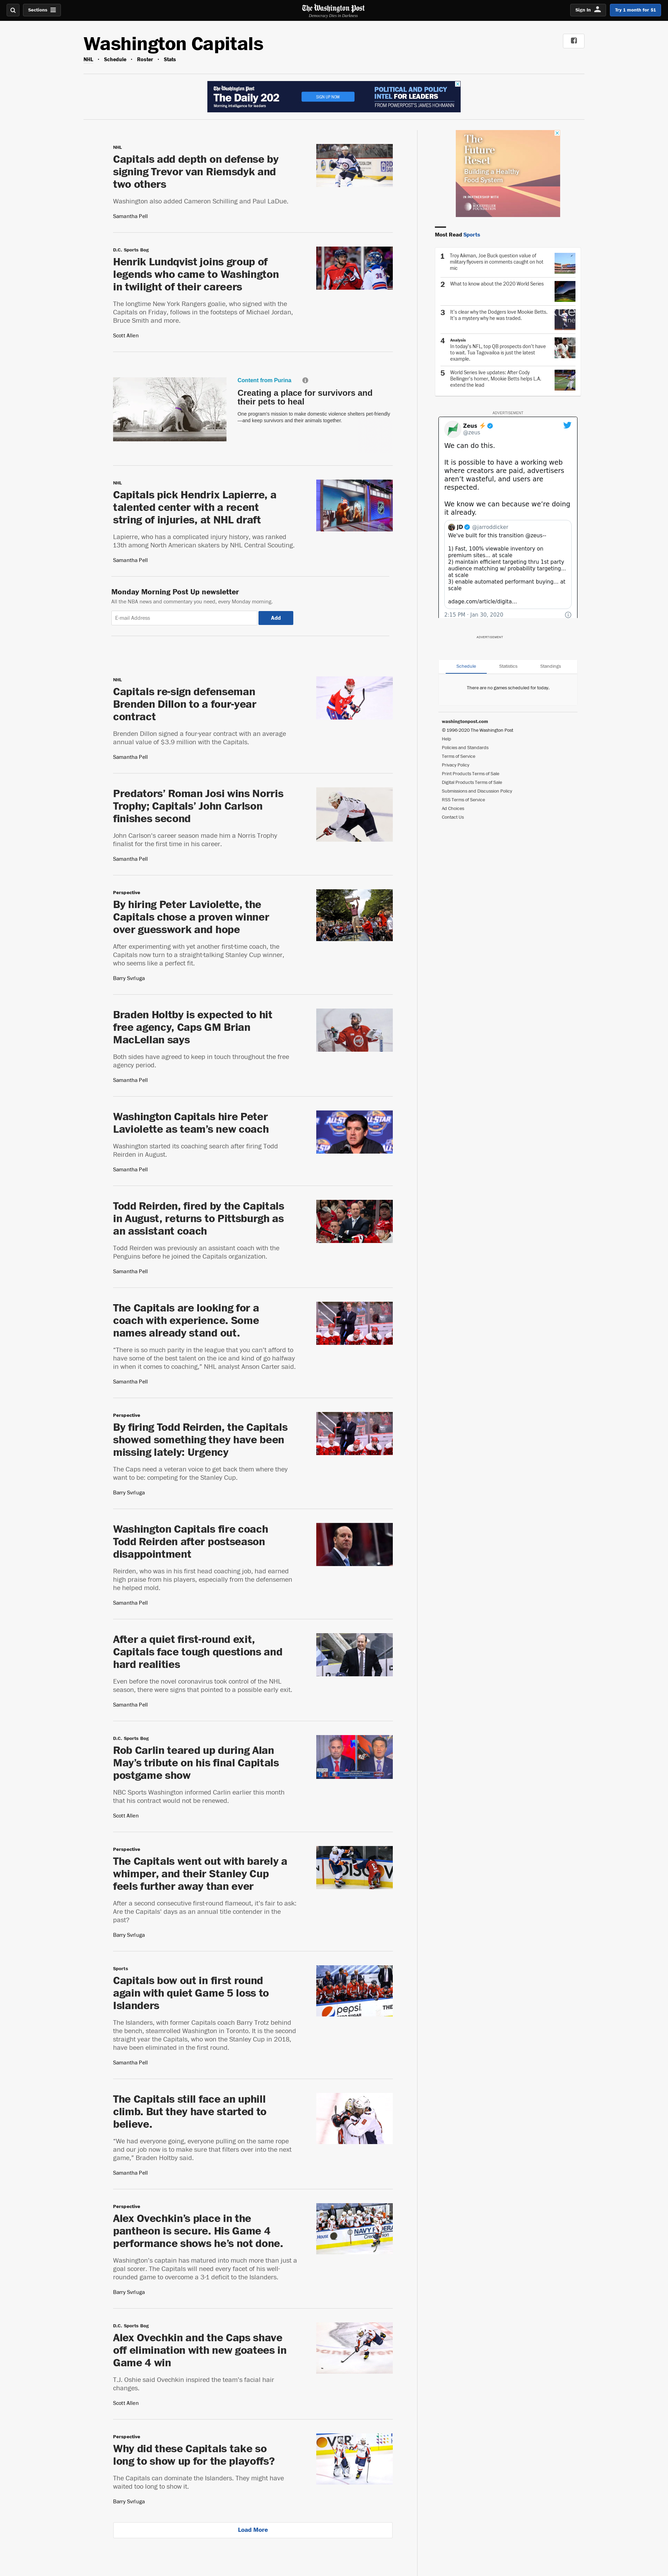 Sections
The Washington Post
Democracy Dies in Darkness
Sign In
Try 1 month for $1
Washington Capitals
NHL • Schedule • Roster • Stats
The Washington Post
The Daily 202
Morning intelligence for leaders
SIGN UP NOW
POLITICAL AND POLICY
INTEL FOR LEADERS
FROM POWERPOST'S JAMES HOHMANN
NHL
Capitals add depth on defense by
signing Trevor van Riemsdyk and
two others
Washington also added Cameron Schilling and Paul LaDue.
Samantha Pell
D.C. Sports Bog
Henrik Lundqvist joins group of
legends who came to Washington
in twilight of their careers
The longtime New York Rangers goalie, who signed with the
Capitals on Friday, follows in the footsteps of Michael Jordan,
Bruce Smith and more.
Scott Allen
Content from Purina
Creating a place for survivors and
their pets to heal
One program's mission to make domestic violence shelters pet-friendly
—and keep survivors and their animals together.
NHL
Capitals pick Hendrix Lapierre, a
talented center with a recent
string of injuries, at NHL draft
Lapierre, who has a complicated injury history, was ranked
13th among North American skaters by NHL Central Scouting.
Samantha Pell
Monday Morning Post Up newsletter
All the NBA news and commentary you need, every Monday morning.
E-mail Address
Add
NHL
Capitals re-sign defenseman
Brenden Dillon to a four-year
contract
Brenden Dillon signed a four-year contract with an average
annual value of $3.9 million with the Capitals.
Samantha Pell
Predators' Roman Josi wins Norris
Trophy; Capitals' John Carlson
finishes second
John Carlson's career season made him a Norris Trophy
finalist for the first time in his career.
Samantha Pell
Perspective
By hiring Peter Laviolette, the
Capitals chose a proven winner
over guesswork and hope
After experimenting with yet another first-time coach, the
Capitals now turn to a straight-talking Stanley Cup winner,
who seems like a perfect fit.
Barry Svrluga
Braden Holtby is expected to hit
free agency, Caps GM Brian
MacLellan says
Both sides have agreed to keep in touch throughout the free
agency period.
Samantha Pell
Washington Capitals hire Peter
Laviolette as team's new coach
Washington started its coaching search after firing Todd
Reirden in August.
Samantha Pell
Todd Reirden, fired by the Capitals
in August, returns to Pittsburgh as
an assistant coach
Todd Reirden was previously an assistant coach with the
Penguins before he joined the Capitals organization.
Samantha Pell
The Capitals are looking for a
coach with experience. Some
names already stand out.
"There is so much parity in the league that you can't afford to
have some of the best talent on the ice and kind of go halfway
in when it comes to coaching," NHL analyst Anson Carter said.
Samantha Pell
Perspective
By firing Todd Reirden, the Capitals
showed something they have been
missing lately: Urgency
The Caps need a veteran voice to get back them where they
want to be: competing for the Stanley Cup.
Barry Svrluga
Washington Capitals fire coach
Todd Reirden after postseason
disappointment
Reirden, who was in his first head coaching job, had earned
high praise from his players, especially from the defensemen
he helped mold.
Samantha Pell
After a quiet first-round exit,
Capitals face tough questions and
hard realities
Even before the novel coronavirus took control of the NHL
season, there were signs that pointed to a possible early exit.
Samantha Pell
D.C. Sports Bog
Rob Carlin teared up during Alan
May's tribute on his final Capitals
postgame show
NBC Sports Washington informed Carlin earlier this month
that his contract would not be renewed.
Scott Allen
Perspective
The Capitals went out with barely a
whimper, and their Stanley Cup
feels further away than ever
After a second consecutive first-round flameout, it's fair to ask:
Are the Capitals' days as an annual title contender in the
past?
Barry Svrluga
Sports
Capitals bow out in first round
again with quiet Game 5 loss to
Islanders
The Islanders, with former Capitals coach Barry Trotz behind
the bench, steamrolled Washington in Toronto. It is the second
straight year the Capitals, who won the Stanley Cup in 2018,
have been eliminated in the first round.
Samantha Pell
pepsi
The Capitals still face an uphill
climb. But they have started to
believe.
"We had everyone going, everyone pulling on the same rope
and our job now is to make sure that filters over into the next
game," Braden Holtby said.
Samantha Pell
Perspective
Alex Ovechkin's place in the
pantheon is secure. His Game 4
performance shows he's not done.
Washington's captain has matured into much more than just a
goal scorer. The Capitals will need every facet of his well-
rounded game to overcome a 3-1 deficit to the Islanders.
Barry Svrluga
D.C. Sports Bog
Alex Ovechkin and the Caps shave
off elimination with new goatees in
Game 4 win
T.J. Oshie said Ovechkin inspired the team's facial hair
changes.
Scott Allen
Perspective
Why did these Capitals take so
long to show up for the playoffs?
The Capitals can dominate the Islanders. They might have
waited too long to show it.
Barry Svrluga
Load More
The
Future
Reset
Building a Healthy
Food System
IN PARTNERSHIP WITH
Most Read Sports
1 Troy Aikman, Joe Buck question value of
military flyovers in comments caught on hot
mic
2 What to know about the 2020 World Series
3 It's clear why the Dodgers love Mookie Betts.
It's a mystery why he was traded.
4 Analysis
In today's NFL, top QB prospects don't have
to wait. Tua Tagovailoa is just the latest
example.
5 World Series live updates: After Cody
Bellinger's homer, Mookie Betts helps L.A.
extend the lead
ADVERTISEMENT
Zeus ⚡
@zeus
We can do this.
It is possible to have a working web
where creators are paid, advertisers
aren't wasteful, and users are
respected.
We know we can because we're doing
it already.
JD @jarroddicker
We've built for this transition @zeus--
1) Fast, 100% viewable inventory on
premium sites... at scale
2) maintain efficient targeting thru 1st party
audience matching w/ probability targeting...
at scale
3) enable automated performant buying... at
scale
adage.com/article/digita...
2:15 PM · Jan 30, 2020
ADVERTISEMENT
Schedule
Statistics
Standings
There are no games scheduled for today.
washingtonpost.com
© 1996-2020 The Washington Post
Help
Policies and Standards
Terms of Service
Privacy Policy
Print Products Terms of Sale
Digital Products Terms of Sale
Submissions and Discussion Policy
RSS Terms of Service
Ad Choices
Contact Us